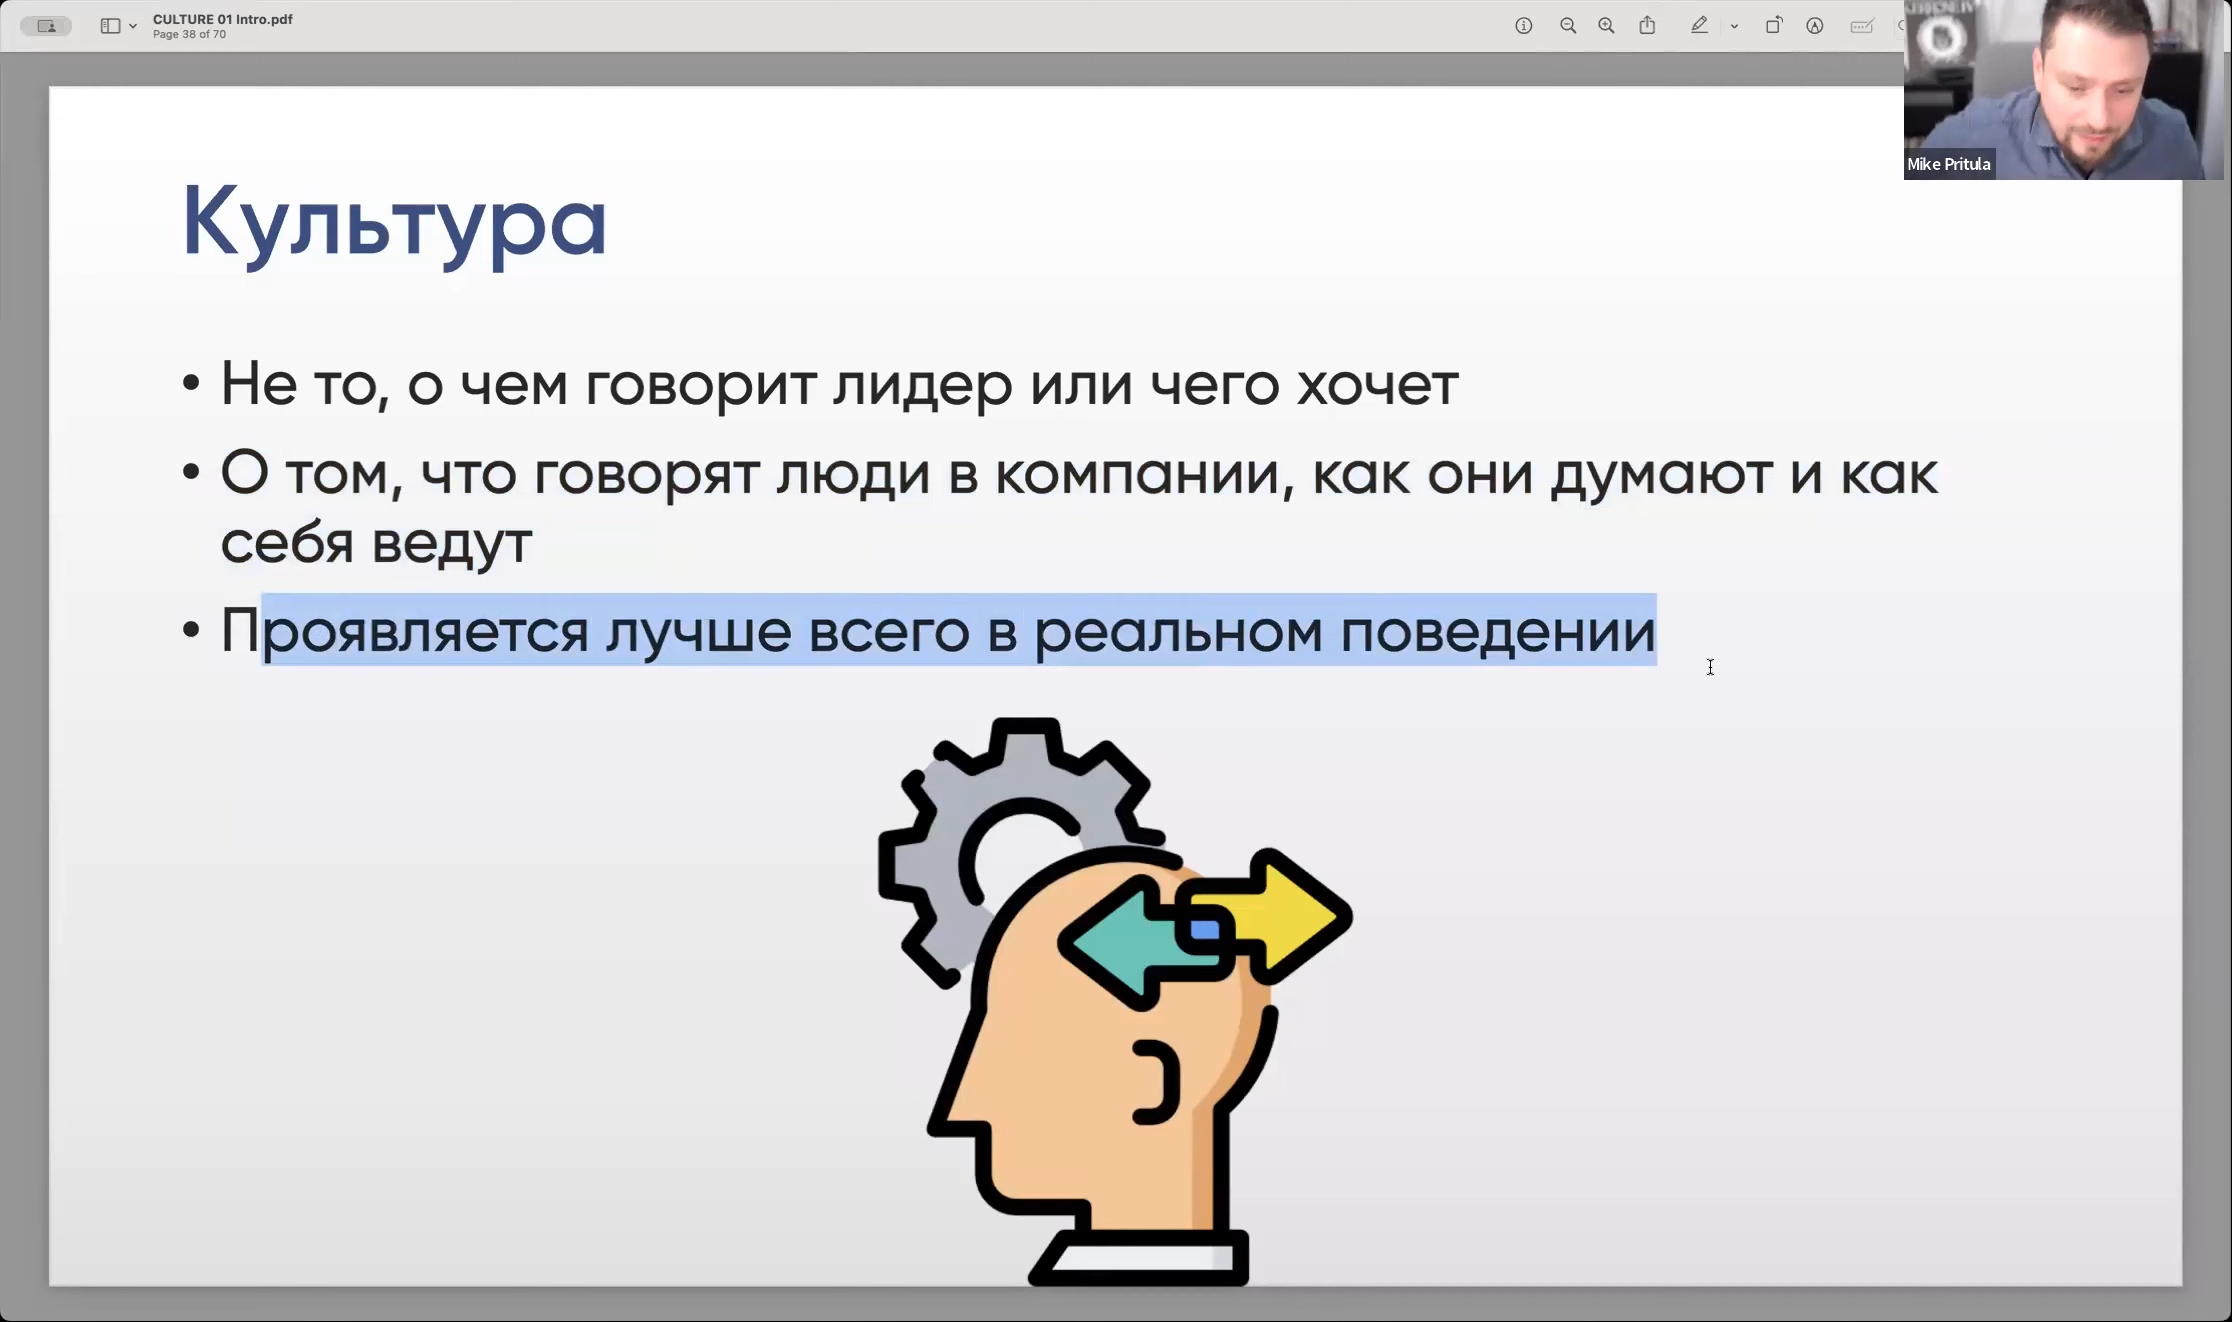 CULTURE 01 Intro.pdf
Page 38 of 70
Mike Pritula
Культура
• Не то, о чем говорит лидер или чего хочет
• О том, что говорят люди в компании, как они думают и как
себя ведут
• Проявляется лучше всего в реальном поведении